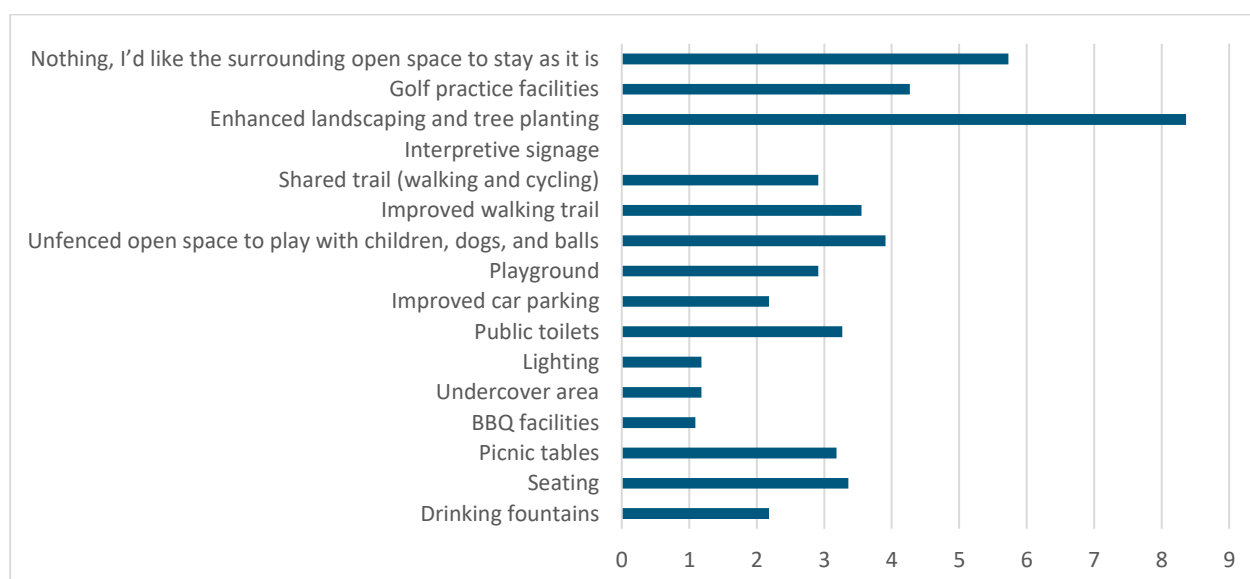 Nothing, I’d like the surrounding open space to stay as it is
Golf practice facilities
Enhanced landscaping and tree planting
Interpretive signage
Shared trail (walking and cycling)
Improved walking trail
Unfenced open space to play with children, dogs, and balls
Playground
Improved car parking
Public toilets
Lighting
Undercover area
BBQ facilities
Picnic tables
Seating
Drinking fountains
0 1 2 3 4 5 6 7 8 9